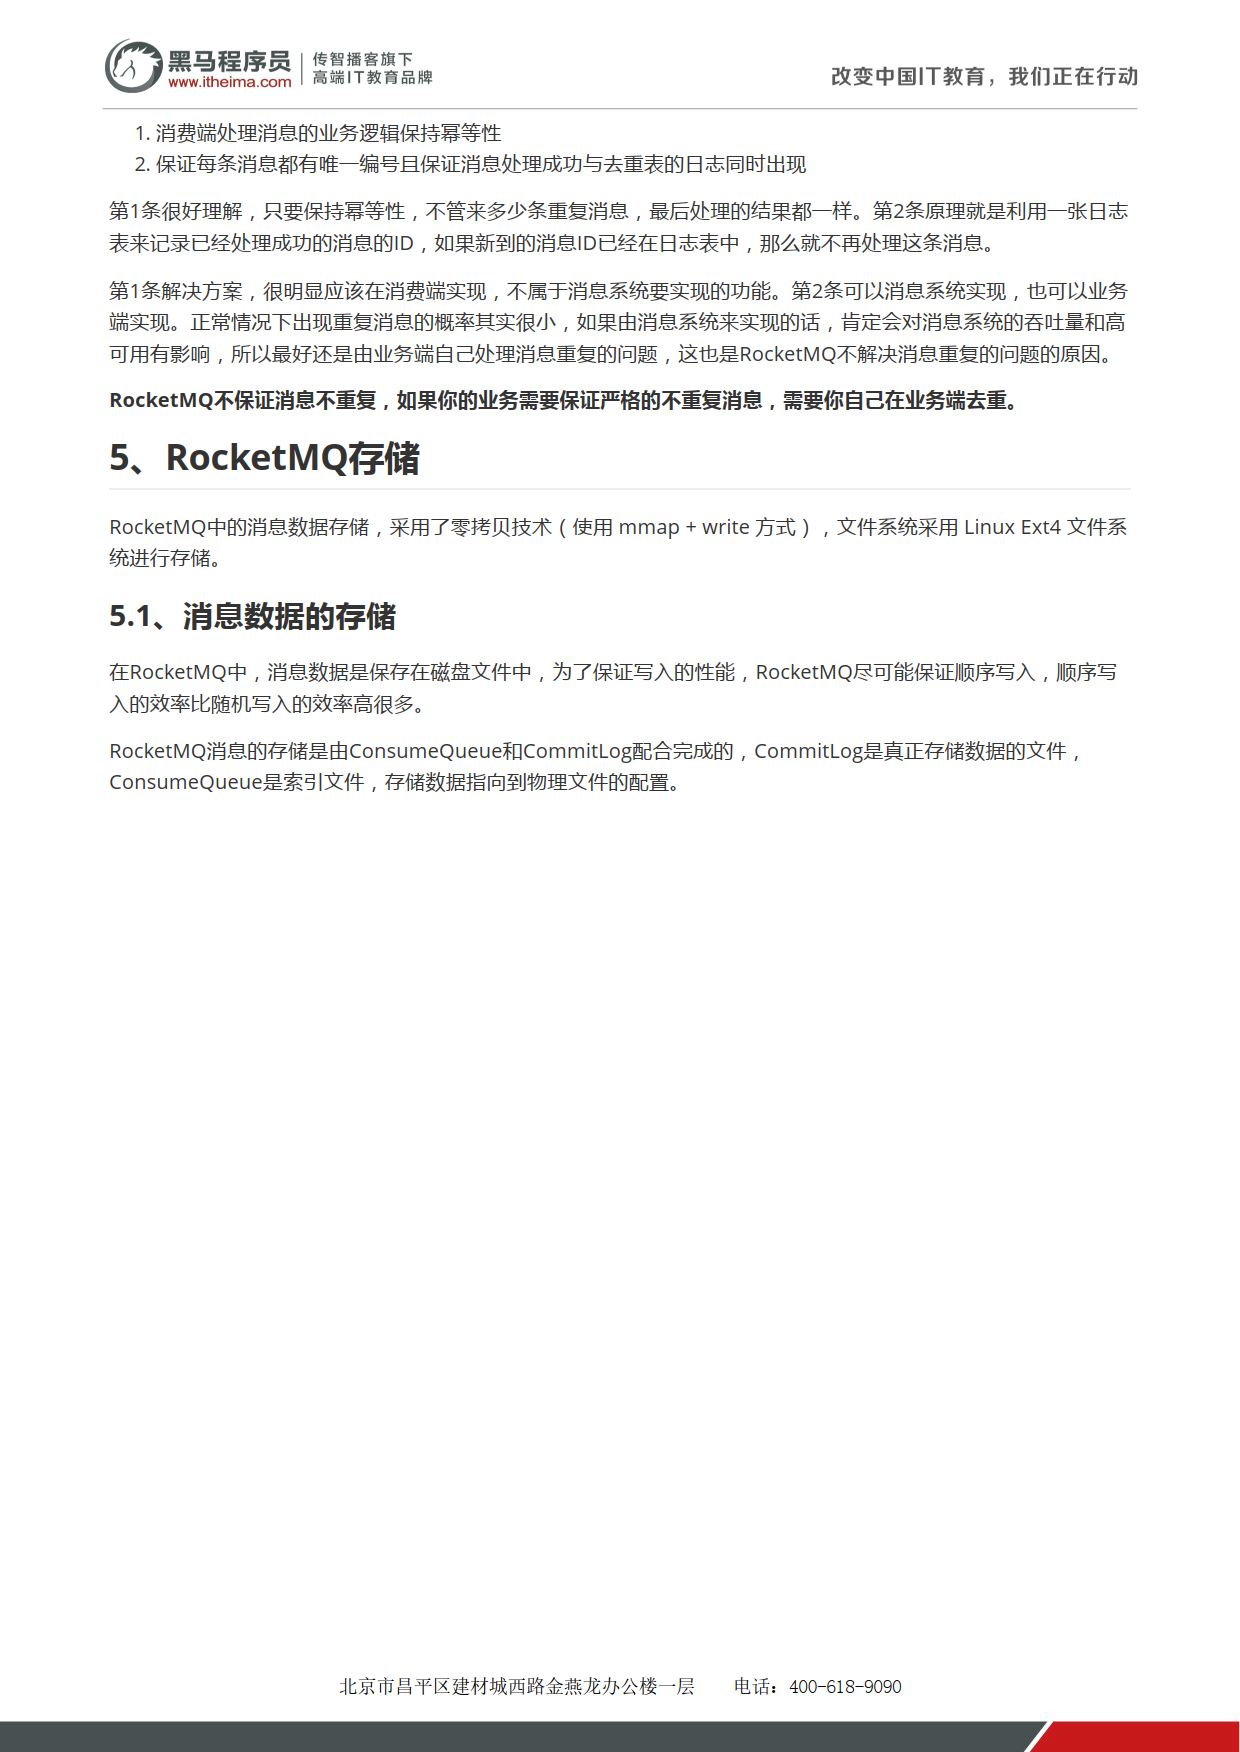 黑马程序员
www.itheima.com
传智播客旗下
高端IT教育品牌
改变中国IT教育，我们正在行动
1. 消费端处理消息的业务逻辑保持幂等性
2. 保证每条消息都有唯一编号且保证消息处理成功与去重表的日志同时出现
第1条很好理解，只要保持幂等性，不管来多少条重复消息，最后处理的结果都一样。第2条原理就是利用一张日志
表来记录已经处理成功的消息的ID，如果新到的消息ID已经在日志表中，那么就不再处理这条消息。
第1条解决方案，很明显应该在消费端实现，不属于消息系统要实现的功能。第2条可以消息系统实现，也可以业务
端实现。正常情况下出现重复消息的概率其实很小，如果由消息系统来实现的话，肯定会对消息系统的吞吐量和高
可用有影响，所以最好还是由业务端自己处理消息重复的问题，这也是RocketMQ不解决消息重复的问题的原因。
RocketMQ不保证消息不重复，如果你的业务需要保证严格的不重复消息，需要你自己在业务端去重。
5、RocketMQ存储
RocketMQ中的消息数据存储，采用了零拷贝技术（使用 mmap + write 方式），文件系统采用 Linux Ext4 文件系
统进行存储。
5.1、消息数据的存储
在RocketMQ中，消息数据是保存在磁盘文件中，为了保证写入的性能，RocketMQ尽可能保证顺序写入，顺序写
入的效率比随机写入的效率高很多。
RocketMQ消息的存储是由ConsumeQueue和CommitLog配合完成的，CommitLog是真正存储数据的文件，
ConsumeQueue是索引文件，存储数据指向到物理文件的配置。
北京市昌平区建材城西路金燕龙办公楼一层 电话：400-618-9090